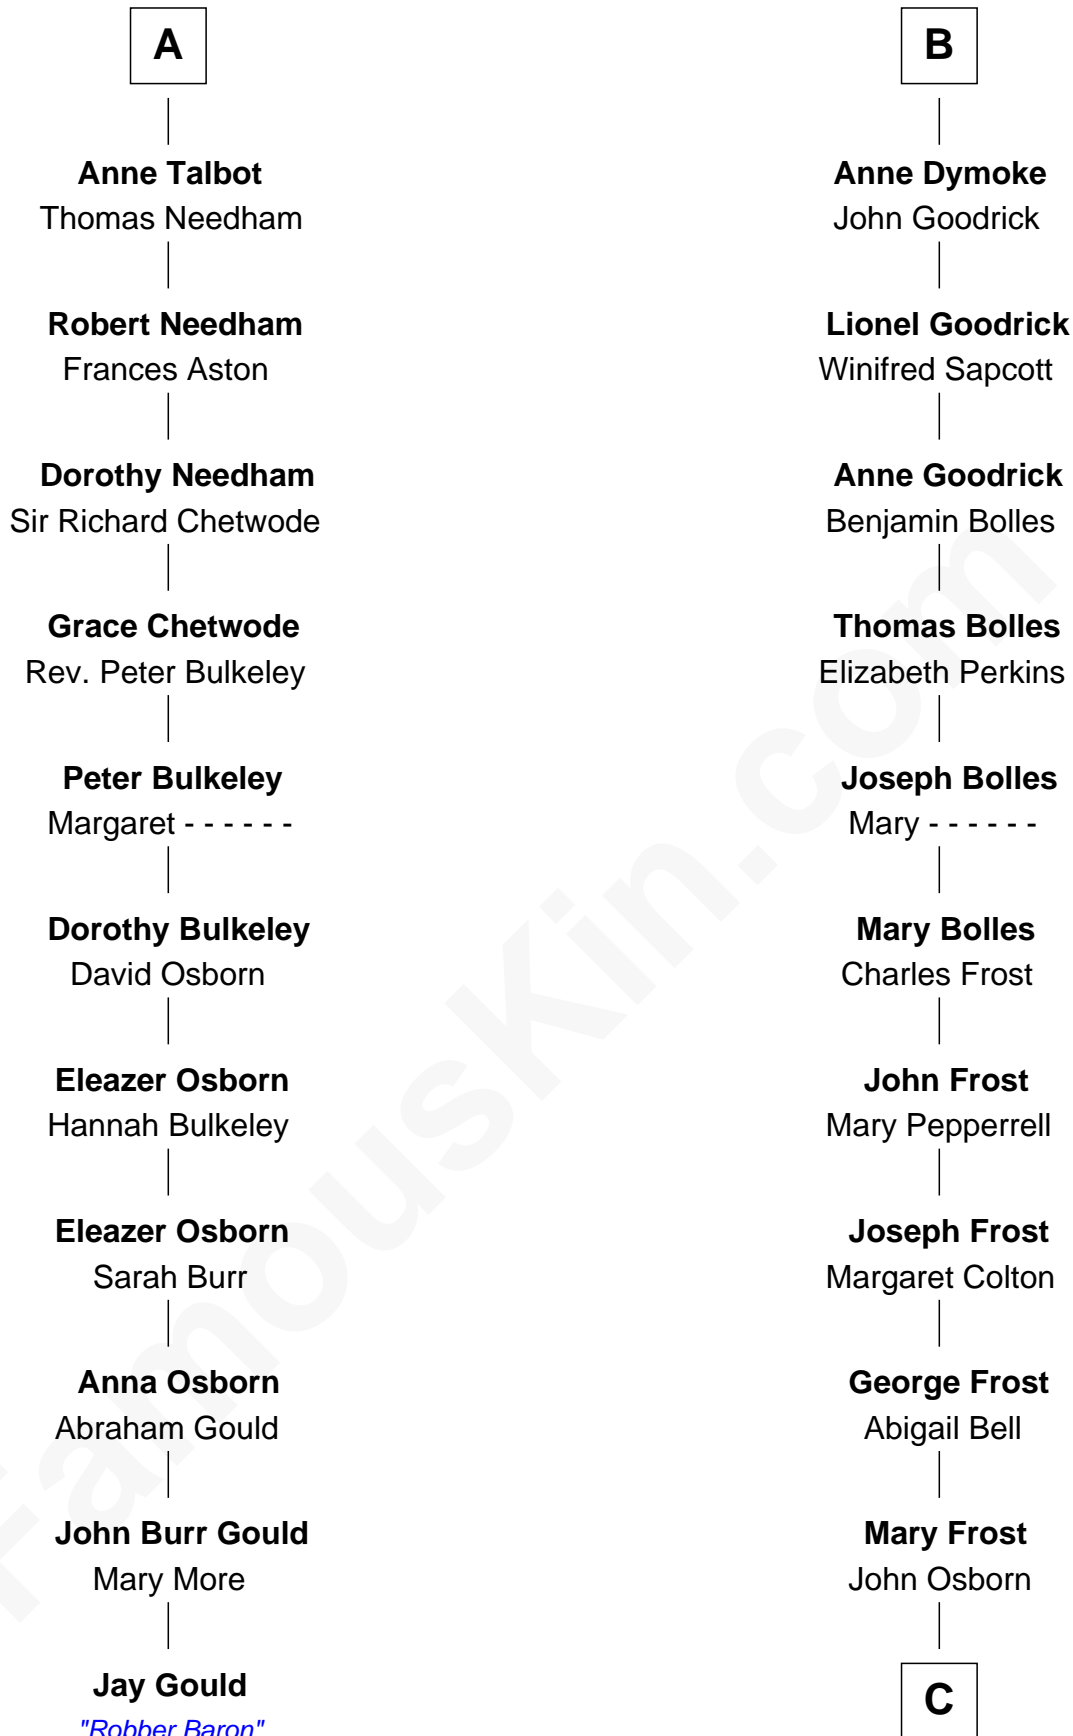 A
Anne Talbot
Thomas Needham
Robert Needham
Frances Aston
Dorothy Needham
Sir Richard Chetwode
Grace Chetwode
Rev. Peter Bulkeley
Peter Bulkeley
Margaret - - - - - -
Dorothy Bulkeley
David Osborn
Eleazer Osborn
Hannah Bulkeley
Eleazer Osborn
Sarah Burr
Anna Osborn
Abraham Gould
John Burr Gould
Mary More
Jay Gould
"Robber Baron"
B
Anne Dymoke
John Goodrick
Lionel Goodrick
Winifred Sapcott
Anne Goodrick
Benjamin Bolles
Thomas Bolles
Elizabeth Perkins
Joseph Bolles
Mary - - - - - -
Mary Bolles
Charles Frost
John Frost
Mary Pepperrell
Joseph Frost
Margaret Colton
George Frost
Abigail Bell
Mary Frost
John Osborn
C
FamousKin.com